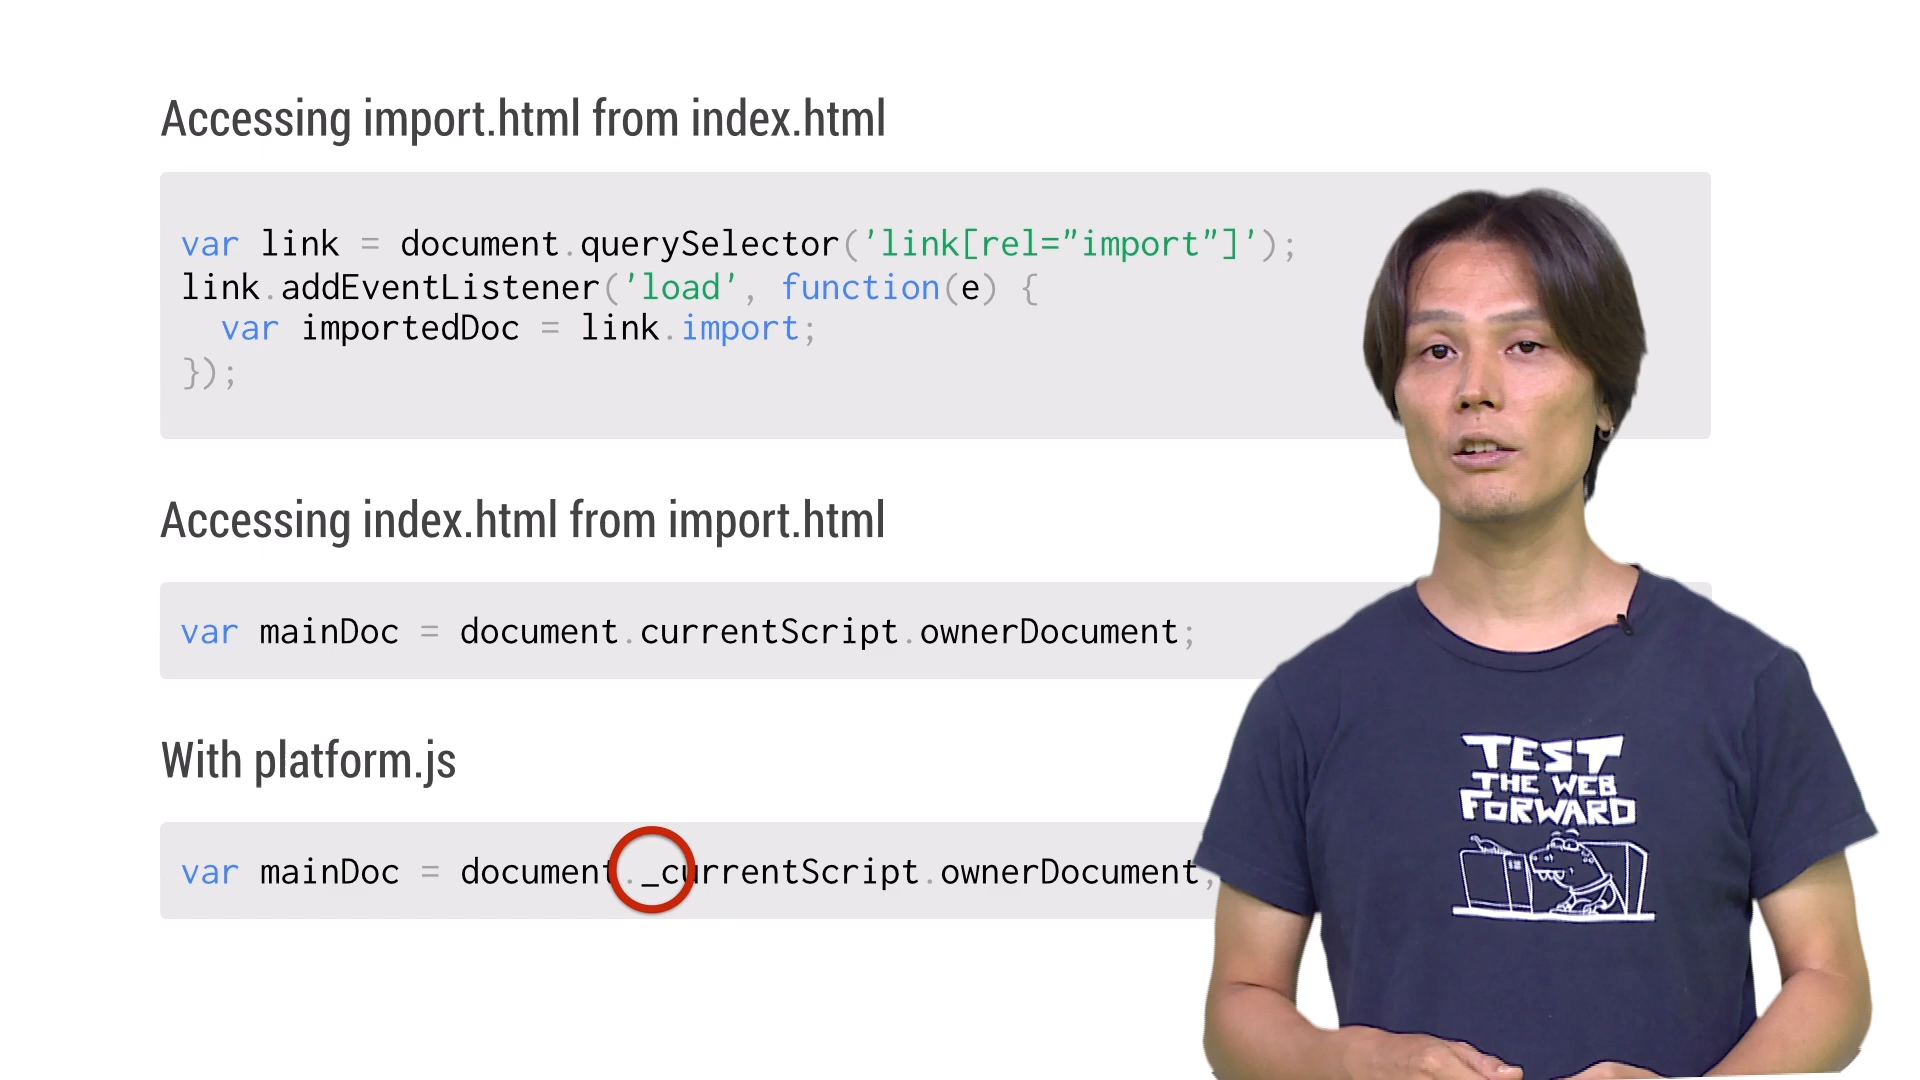 Accessing import.html from index.html
var link = document.querySelector('link[rel="import"]');
link.addEventListener('load', function(e) {
  var importedDoc = link.import;
});
Accessing index.html from import.html
var mainDoc = document.currentScript.ownerDocument;
With platform.js
var mainDoc = document._currentScript.ownerDocument;
TEST
THE WEB
FORWARD